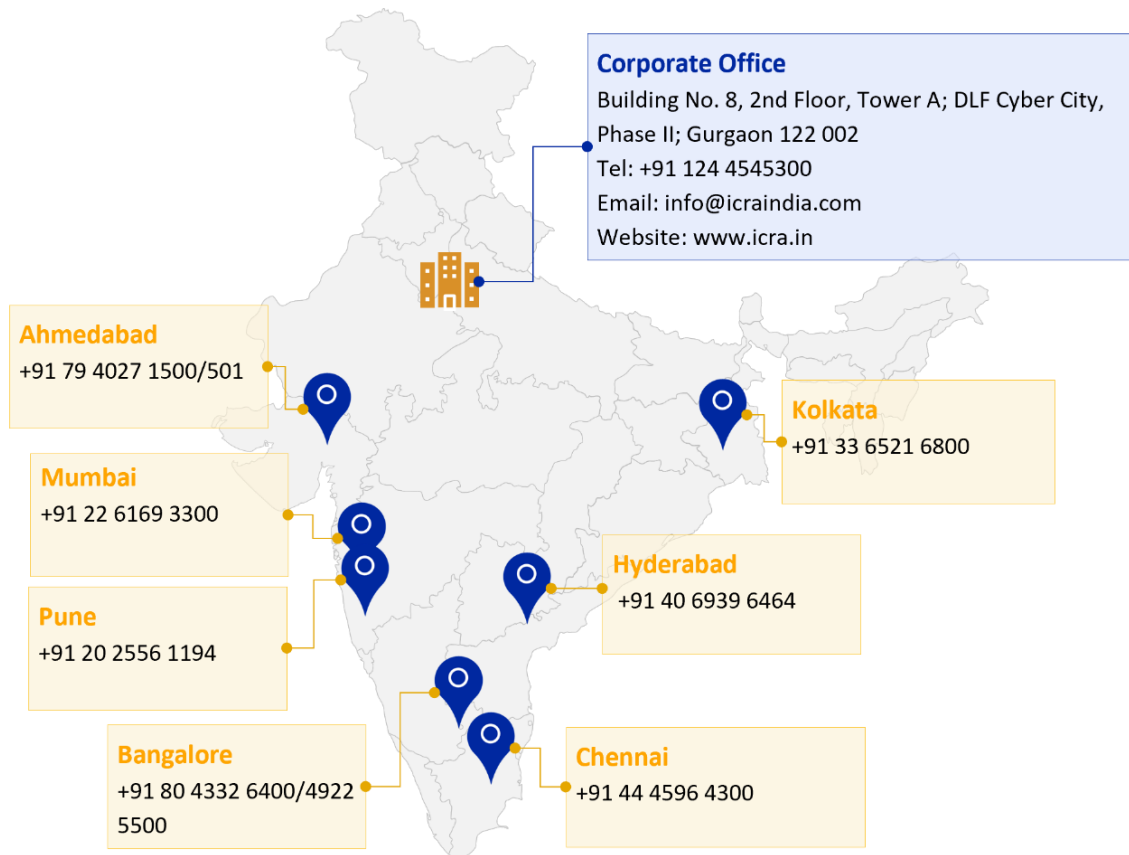 Corporate Office
Building No. 8, 2nd Floor, Tower A; DLF Cyber City,
Phase II; Gurgaon 122 002
Tel: +91 124 4545300
Email: info@icraindia.com
Website: www.icra.in
Ahmedabad
+91 79 4027 1500/501
Kolkata
+91 33 6521 6800
Mumbai
+91 22 6169 3300
Hyderabad
+91 40 6939 6464
Pune
+91 20 2556 1194
Bangalore
+91 80 4332 6400/4922
5500
Chennai
+91 44 4596 4300